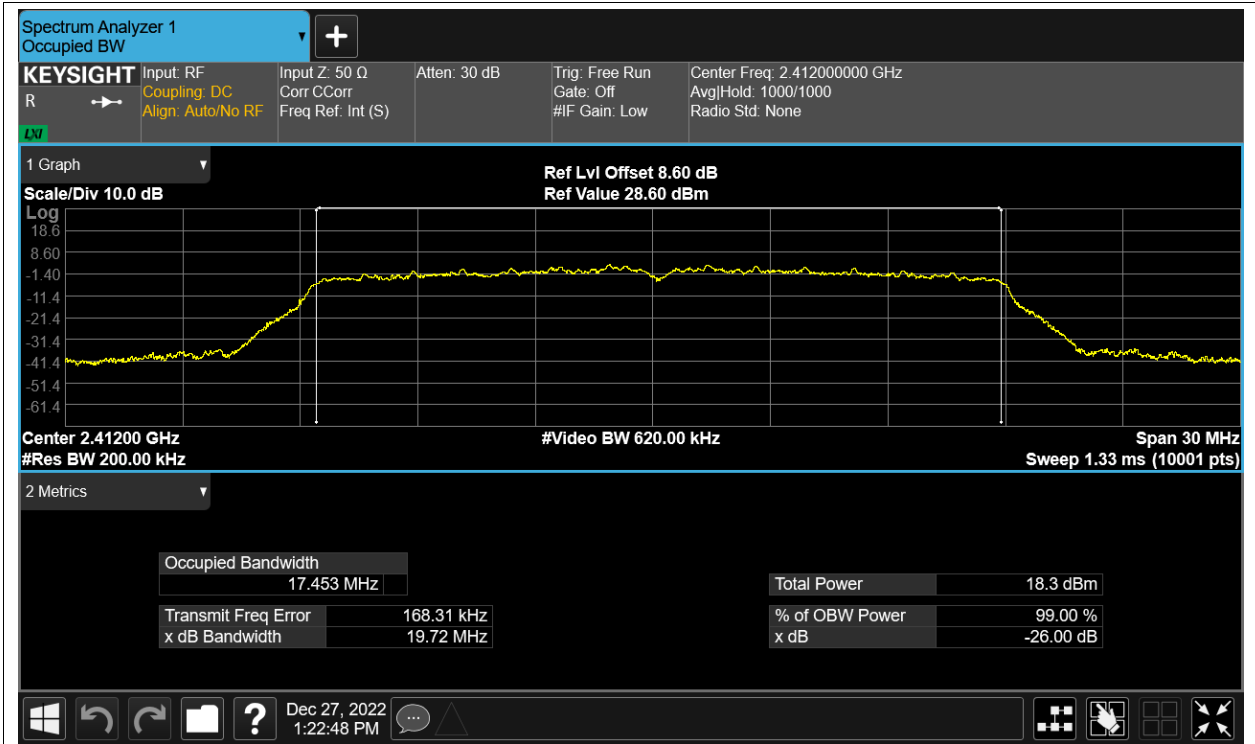 Spectrum Analyzer 1
Occupied BW
KEYSIGHT
R
LXI
Input: RF
Coupling: DC
Align: Auto/No RF
Input Z: 50 Ω
Corr CCorr
Freq Ref: Int (S)
Atten: 30 dB
Trig: Free Run
Gate: Off
#IF Gain: Low
Center Freq: 2.412000000 GHz
Avg|Hold: 1000/1000
Radio Std: None
1 Graph
Scale/Div 10.0 dB
Ref Lvl Offset 8.60 dB
Ref Value 28.60 dBm
Log
18.6
8.60
-1.40
-11.4
-21.4
-31.4
-41.4
-51.4
-61.4
Center 2.41200 GHz
#Res BW 200.00 kHz
#Video BW 620.00 kHz
Span 30 MHz
Sweep 1.33 ms (10001 pts)
2 Metrics
Occupied Bandwidth
17.453 MHz
Transmit Freq Error 168.31 kHz
x dB Bandwidth 19.72 MHz
Total Power 18.3 dBm
% of OBW Power 99.00 %
x dB -26.00 dB
?
Dec 27, 2022
1:22:48 PM